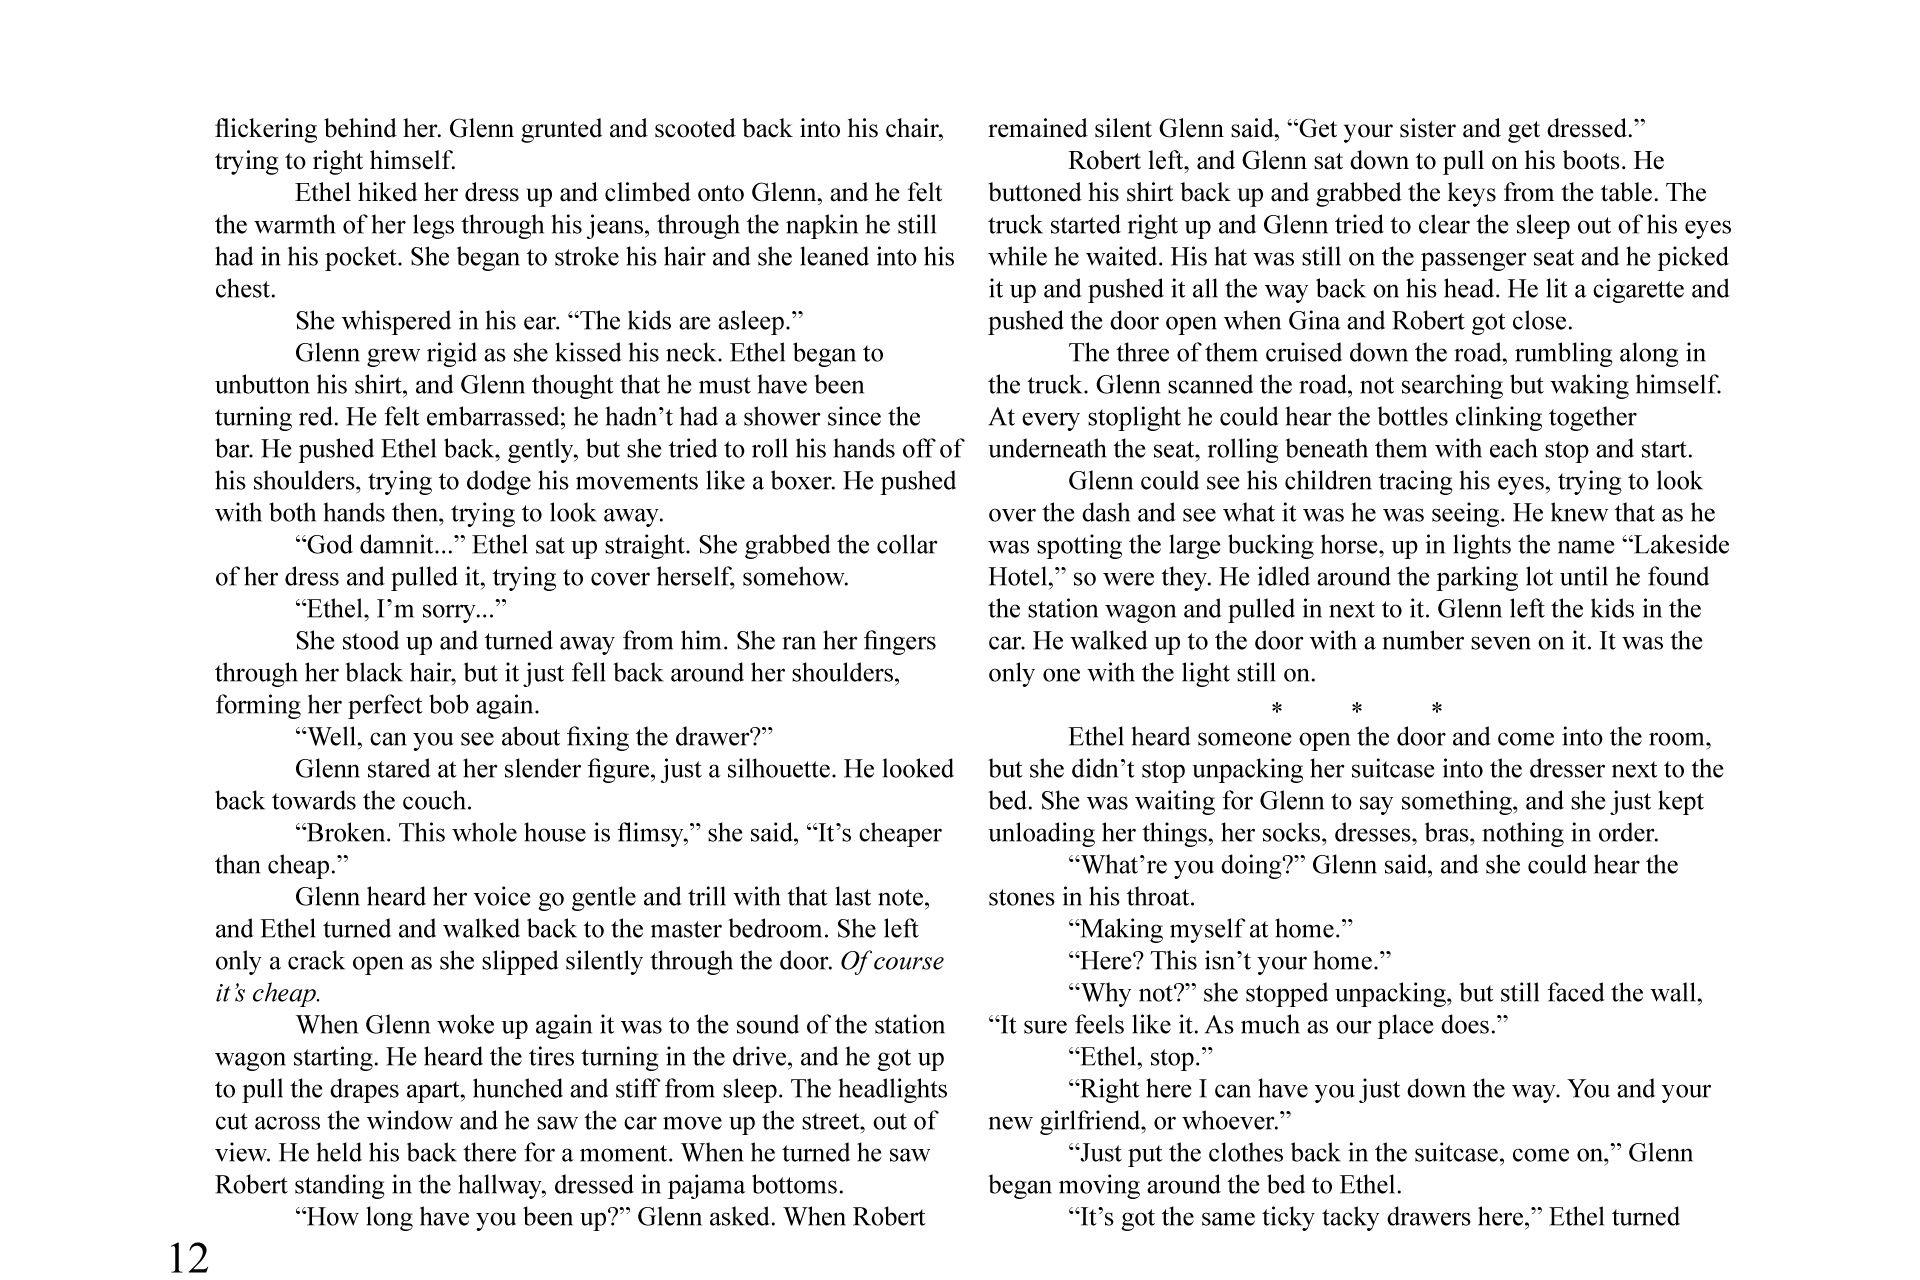 flickering behind her. Glenn grunted and scooted back into his chair,
trying to right himself.
Ethel hiked her dress up and climbed onto Glenn, and he felt
the warmth of her legs through his jeans, through the napkin he still
had in his pocket. She began to stroke his hair and she leaned into his
chest.
She whispered in his ear. “The kids are asleep.”
Glenn grew rigid as she kissed his neck. Ethel began to
unbutton his shirt, and Glenn thought that he must have been
turning red. He felt embarrassed; he hadn’t had a shower since the
bar. He pushed Ethel back, gently, but she tried to roll his hands off of
his shoulders, trying to dodge his movements like a boxer. He pushed
with both hands then, trying to look away.
“God damnit...” Ethel sat up straight. She grabbed the collar
of her dress and pulled it, trying to cover herself, somehow.
“Ethel, I’m sorry...”
She stood up and turned away from him. She ran her fingers
through her black hair, but it just fell back around her shoulders,
forming her perfect bob again.
“Well, can you see about fixing the drawer?”
Glenn stared at her slender figure, just a silhouette. He looked
back towards the couch.
“Broken. This whole house is flimsy,” she said, “It’s cheaper
than cheap.”
Glenn heard her voice go gentle and trill with that last note,
and Ethel turned and walked back to the master bedroom. She left
only a crack open as she slipped silently through the door. Of course
it’s cheap.
When Glenn woke up again it was to the sound of the station
wagon starting. He heard the tires turning in the drive, and he got up
to pull the drapes apart, hunched and stiff from sleep. The headlights
cut across the window and he saw the car move up the street, out of
view. He held his back there for a moment. When he turned he saw
Robert standing in the hallway, dressed in pajama bottoms.
“How long have you been up?” Glenn asked. When Robert
remained silent Glenn said, “Get your sister and get dressed.”
Robert left, and Glenn sat down to pull on his boots. He
buttoned his shirt back up and grabbed the keys from the table. The
truck started right up and Glenn tried to clear the sleep out of his eyes
while he waited. His hat was still on the passenger seat and he picked
it up and pushed it all the way back on his head. He lit a cigarette and
pushed the door open when Gina and Robert got close.
The three of them cruised down the road, rumbling along in
the truck. Glenn scanned the road, not searching but waking himself.
At every stoplight he could hear the bottles clinking together
underneath the seat, rolling beneath them with each stop and start.
Glenn could see his children tracing his eyes, trying to look
over the dash and see what it was he was seeing. He knew that as he
was spotting the large bucking horse, up in lights the name “Lakeside
Hotel,” so were they. He idled around the parking lot until he found
the station wagon and pulled in next to it. Glenn left the kids in the
car. He walked up to the door with a number seven on it. It was the
only one with the light still on.
* * *
Ethel heard someone open the door and come into the room,
but she didn’t stop unpacking her suitcase into the dresser next to the
bed. She was waiting for Glenn to say something, and she just kept
unloading her things, her socks, dresses, bras, nothing in order.
“What’re you doing?” Glenn said, and she could hear the
stones in his throat.
“Making myself at home.”
“Here? This isn’t your home.”
“Why not?” she stopped unpacking, but still faced the wall,
“It sure feels like it. As much as our place does.”
“Ethel, stop.”
“Right here I can have you just down the way. You and your
new girlfriend, or whoever.”
“Just put the clothes back in the suitcase, come on,” Glenn
began moving around the bed to Ethel.
“It’s got the same ticky tacky drawers here,” Ethel turned
12